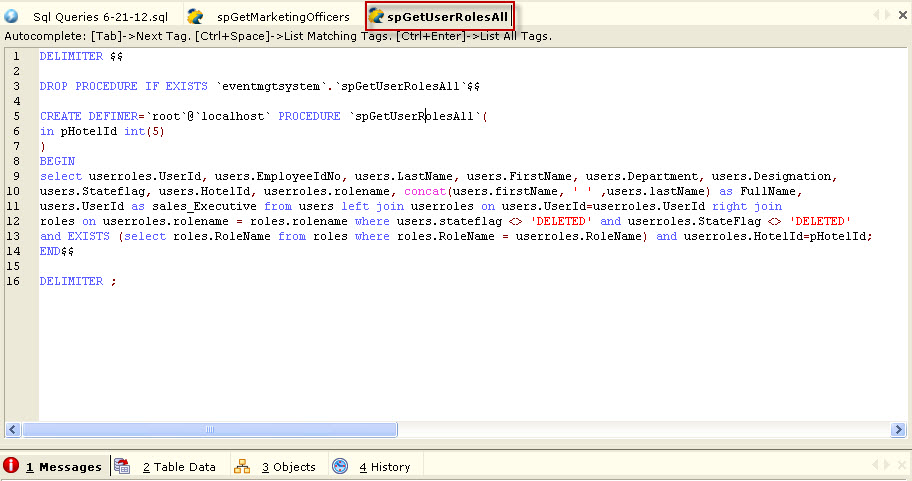 Sql Queries 6-21-12.sql spGetMarketingOfficers spGetUserRolesAll
Autocomplete: [Tab]->Next Tag. [Ctrl+Space]->List Matching Tags. [Ctrl+Enter]->List All Tags.
1 DELIMITER $$
2
3 DROP PROCEDURE IF EXISTS `eventmgtsystem`.`spGetUserRolesAll`$$
4
5 CREATE DEFINER=`root`@`localhost` PROCEDURE `spGetUserRolesAll`(
6 in pHotelId int(5)
7 )
8 BEGIN
9 select userroles.UserId, users.EmployeeIdNo, users.LastName, users.FirstName, users.Department, users.Designation,
10 users.Stateflag, users.HotelId, userroles.rolename, concat(users.firstName, ' ' ,users.lastName) as FullName,
11 users.UserId as sales_Executive from users left join userroles on users.UserId=userroles.UserId right join
12 roles on userroles.rolename = roles.rolename where users.stateflag <> 'DELETED' and userroles.StateFlag <> 'DELETED'
13 and EXISTS (select roles.RoleName from roles where roles.RoleName = userroles.RoleName) and userroles.HotelId=pHotelId;
14 END$$
15
16 DELIMITER ;
1 Messages 2 Table Data 3 Objects 4 History